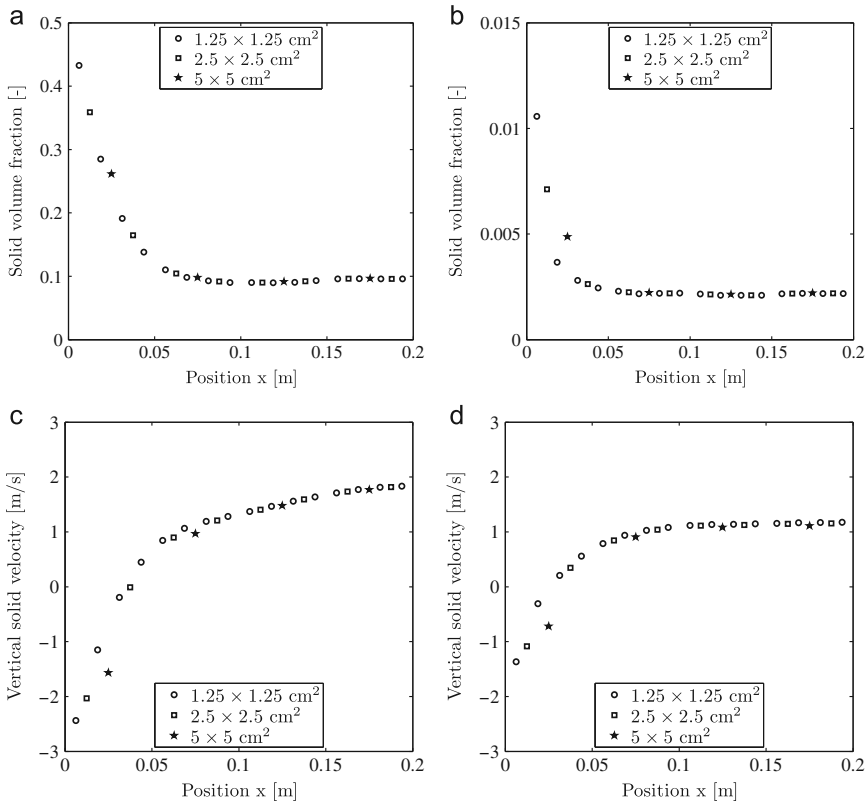 a
0.5
0.4
0.3
0.2
0.1
0
0
0.05
0.1
0.15
0.2
Solid volume fraction [-]
Position x [m]
1.25 × 1.25 cm²
2.5 × 2.5 cm²
5 × 5 cm²
b
0.015
0.01
0.005
0
0
0.05
0.1
0.15
0.2
Solid volume fraction [-]
Position x [m]
1.25 × 1.25 cm²
2.5 × 2.5 cm²
5 × 5 cm²
c
3
2
1
0
−1
−2
−3
0
0.05
0.1
0.15
0.2
Vertical solid velocity [m/s]
Position x [m]
1.25 × 1.25 cm²
2.5 × 2.5 cm²
5 × 5 cm²
d
3
2
1
0
−1
−2
−3
0
0.05
0.1
0.15
0.2
Vertical solid velocity [m/s]
Position x [m]
1.25 × 1.25 cm²
2.5 × 2.5 cm²
5 × 5 cm²